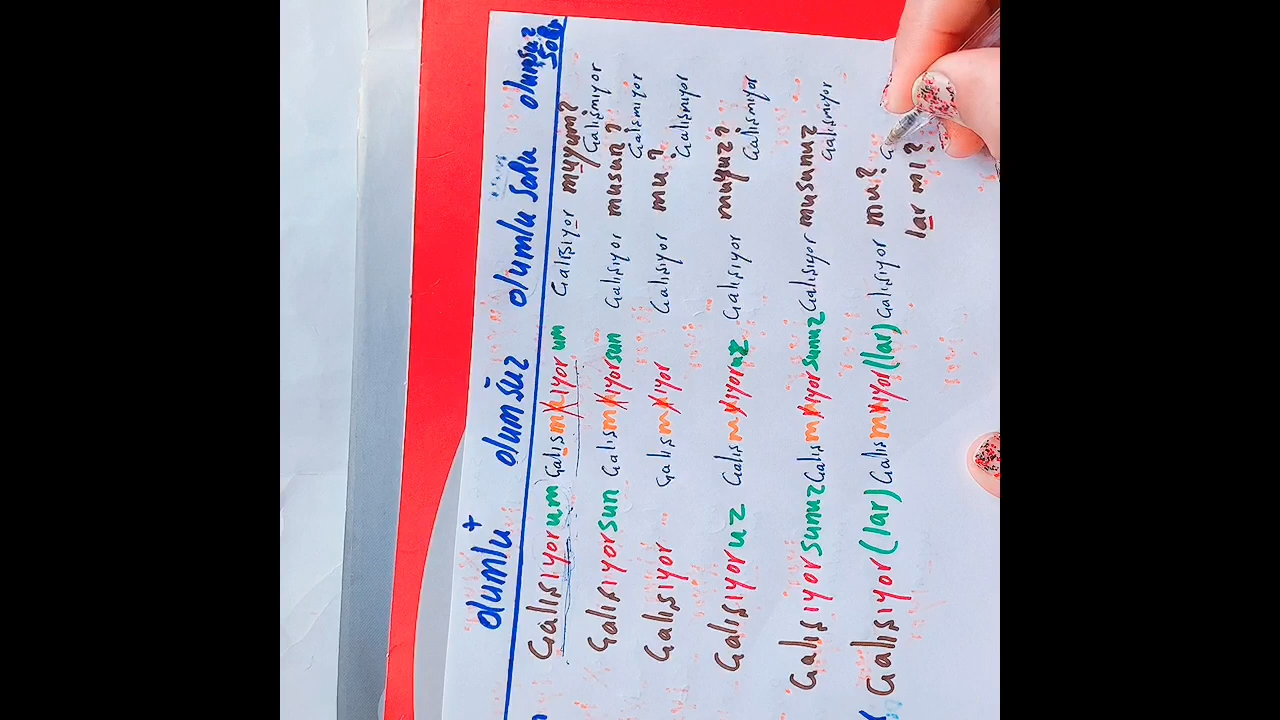 olumlu + olumsuz olumlu soru olumsuz soru
Çalışıyorum Çalışmıyorum Çalışıyor muyum? Çalışmıyor
Çalışıyorsun Çalışmıyorsun Çalışıyor musun? Çalışmıyor
Çalışıyor Çalışmıyor Çalışıyor mu? Çalışmıyor
Çalışıyoruz Çalışmıyoruz Çalışıyor muyuz? Çalışmıyor
Çalışıyorsunuz Çalışmıyorsunuz Çalışıyor musunuz Çalışmıyor
Çalışıyor(lar) Çalışmıyor(lar) Çalışıyor mu?
lar mı?